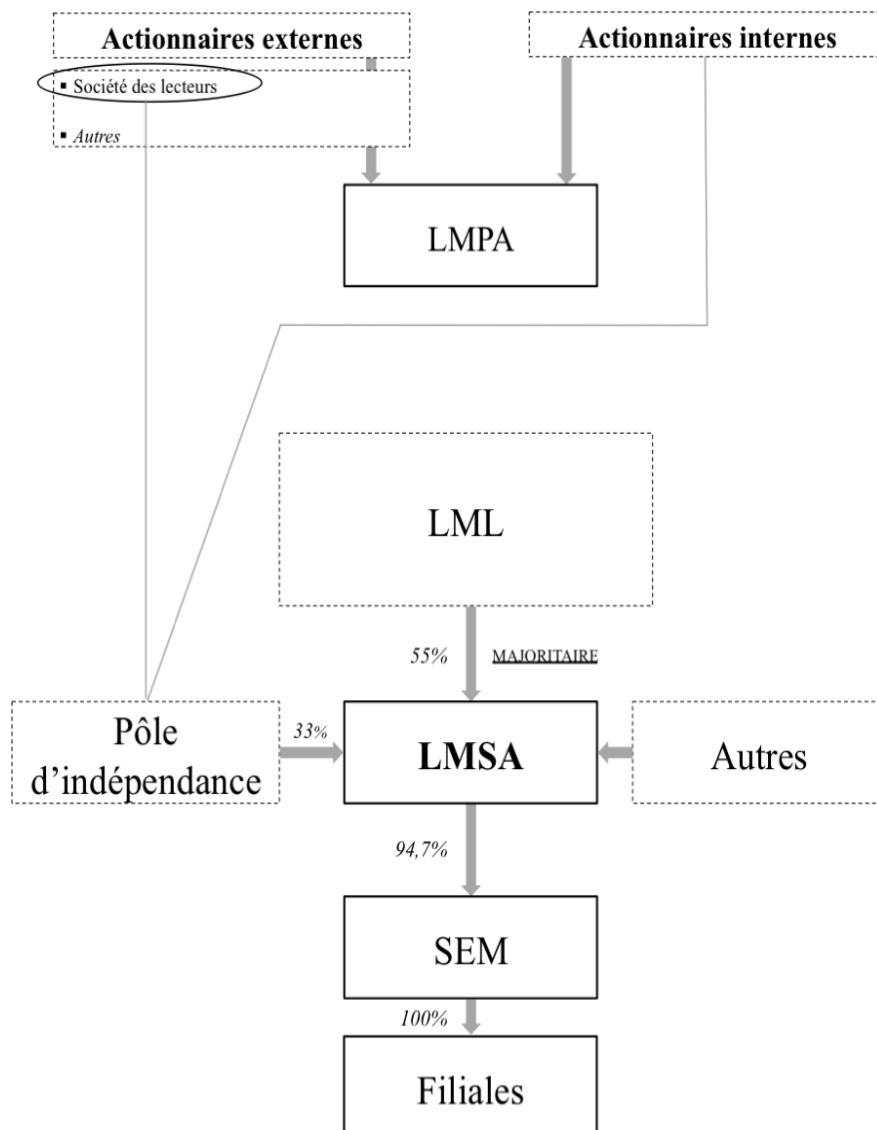 Actionnaires externes
Actionnaires internes
▪ Société des lecteurs
▪ Autres
LMPA
LML
55%
MAJORITAIRE
Pôle
d’indépendance
33%
LMSA
Autres
94,7%
SEM
100%
Filiales